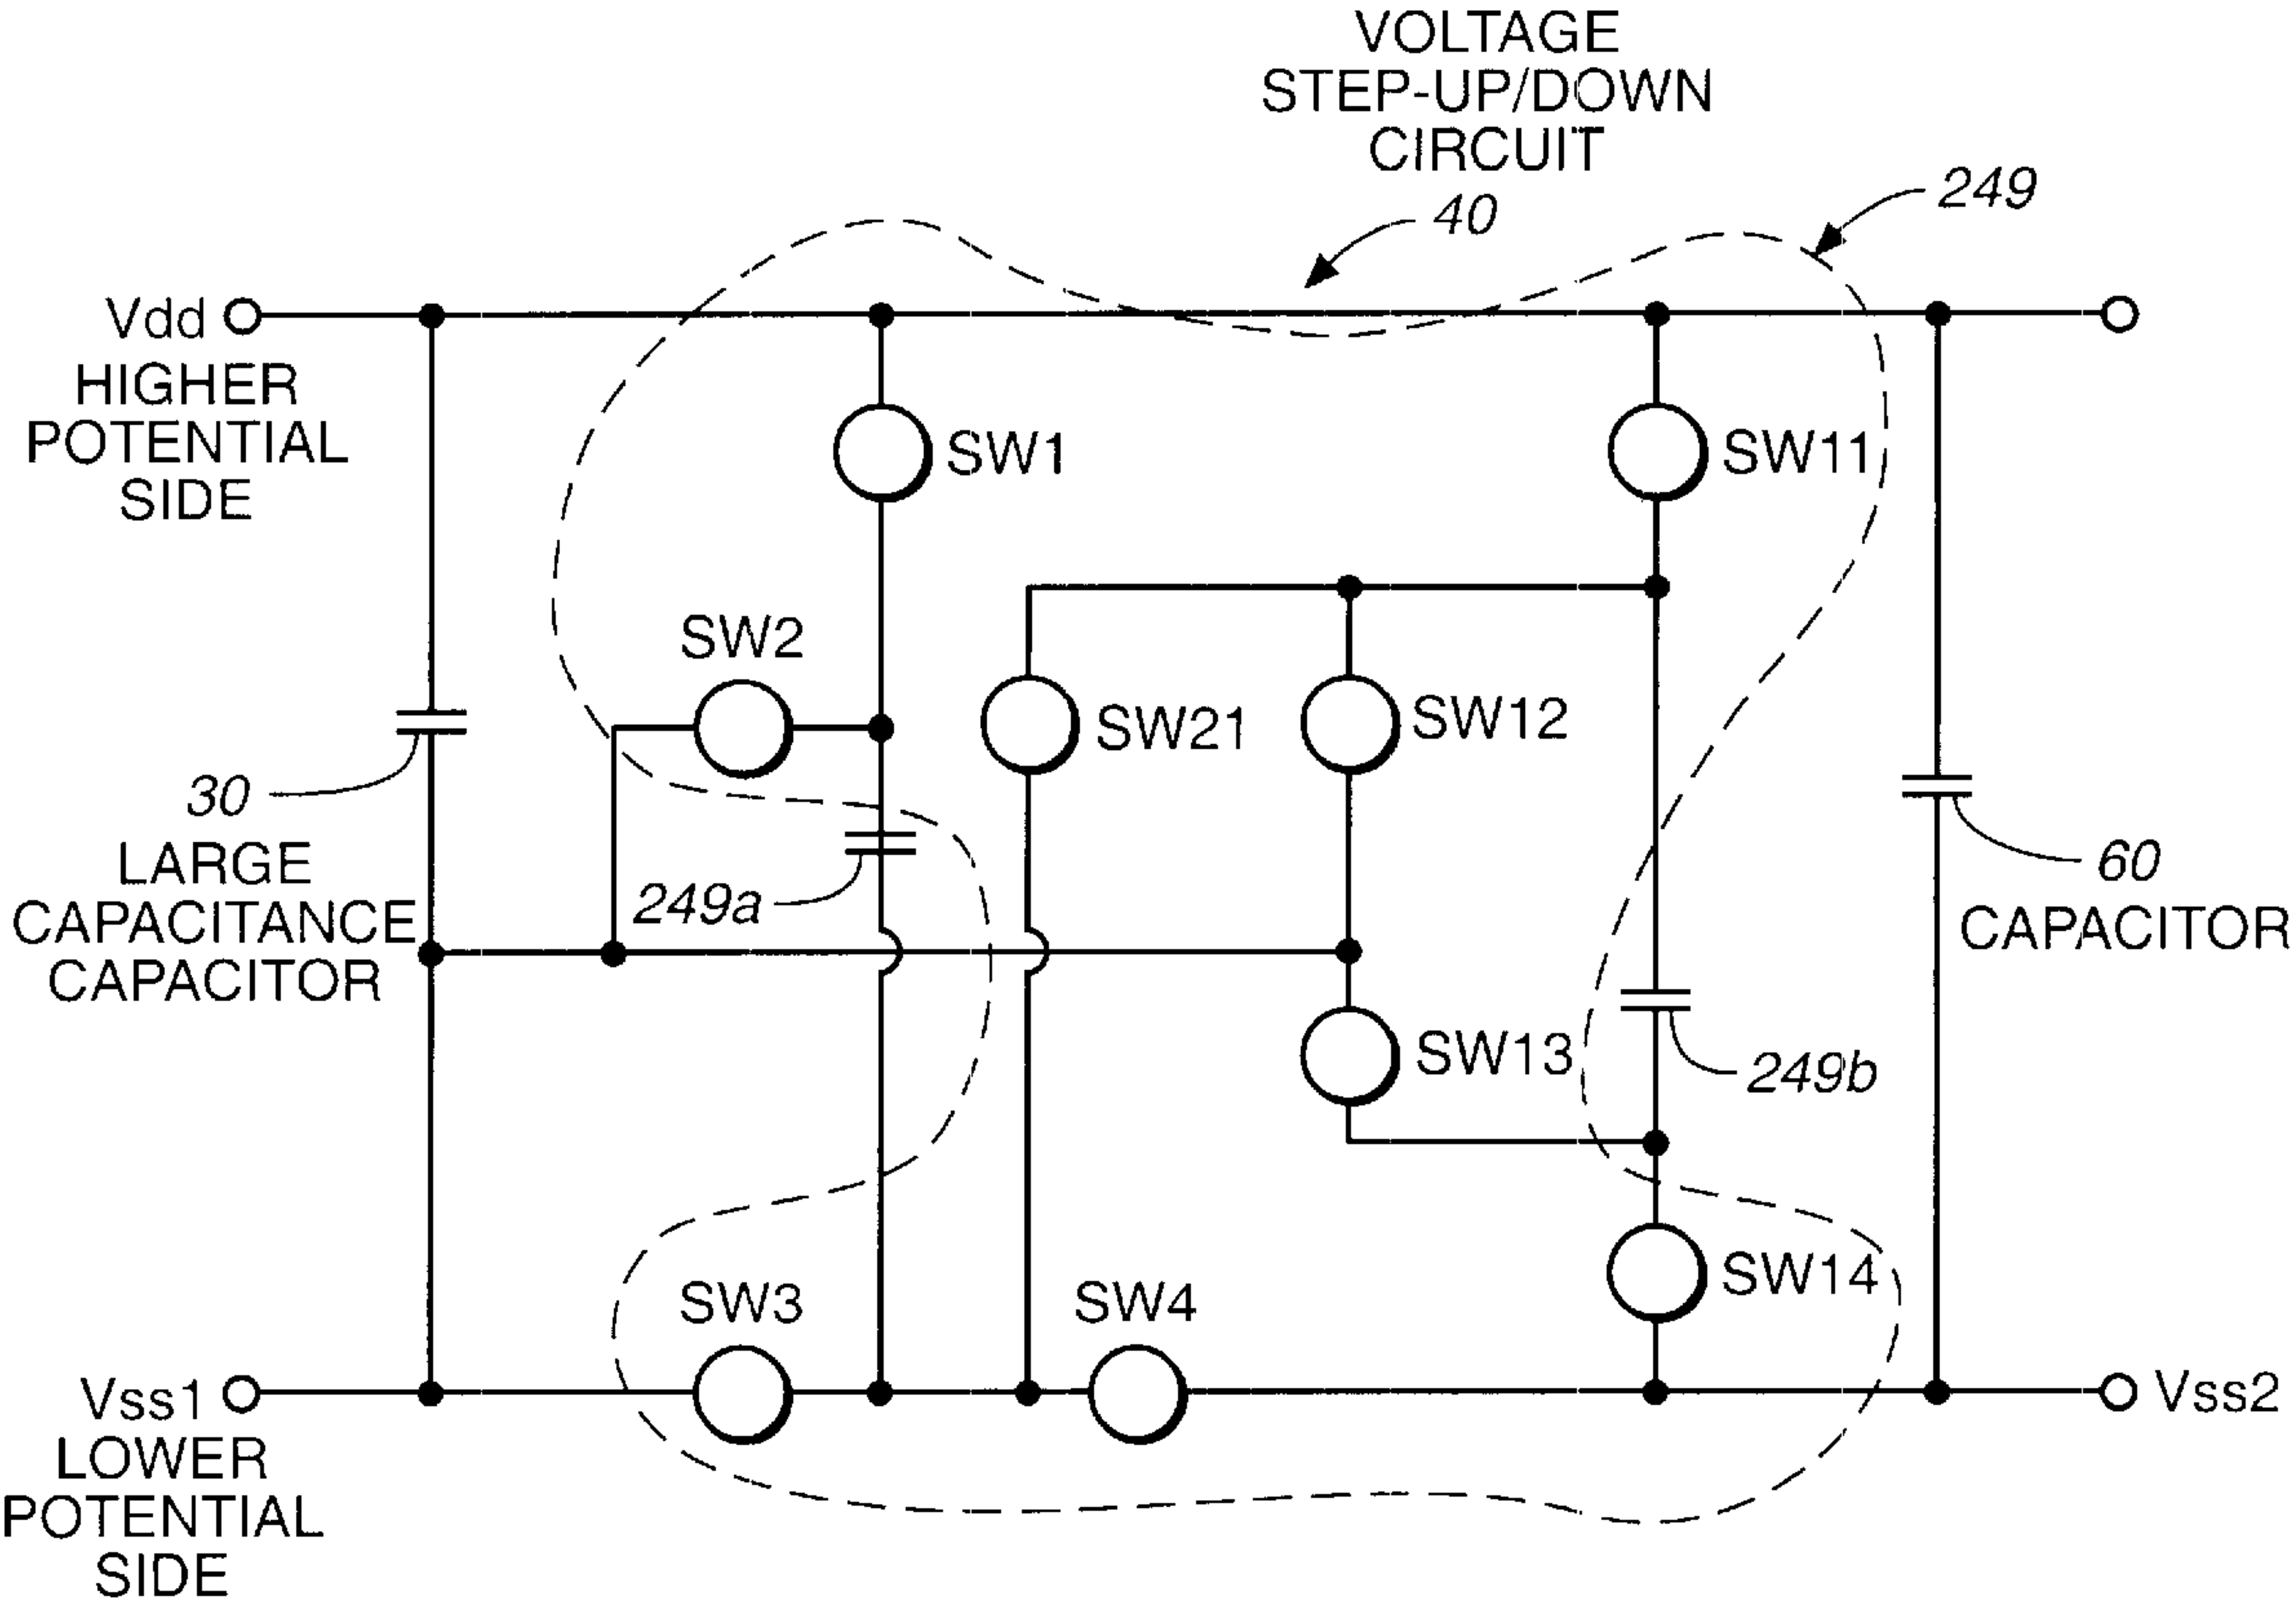 VOLTAGE
STEP-UP/DOWN
CIRCUIT
40
249
Vdd
HIGHER
POTENTIAL
SIDE
SW1
SW11
SW2
SW21
SW12
30
LARGE
CAPACITANCE
CAPACITOR
249a
60
CAPACITOR
SW13
249b
SW14
SW3
SW4
Vss1
LOWER
POTENTIAL
SIDE
Vss2